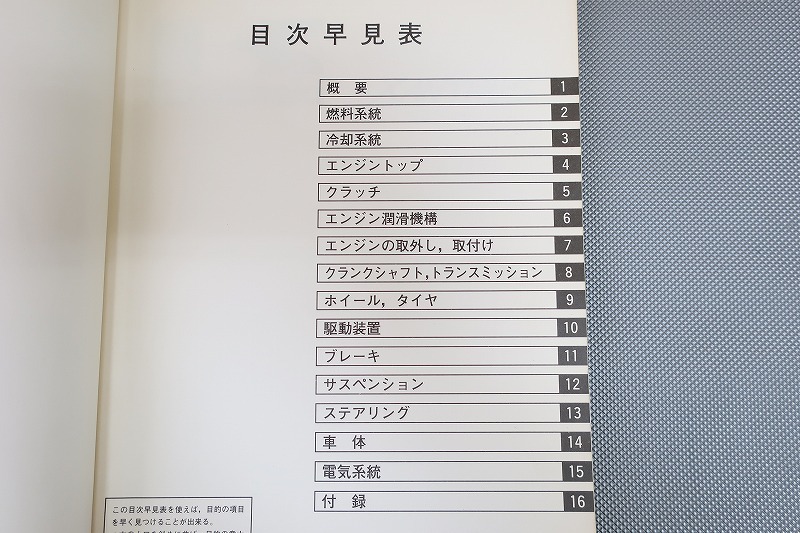 目次早見表
概 要 1
燃料系統 2
冷却系統 3
エンジントップ 4
クラッチ 5
エンジン潤滑機構 6
エンジンの取外し，取付け 7
クランクシャフト，トランスミッション 8
ホイール，タイヤ 9
駆動装置 10
ブレーキ 11
サスペンション 12
ステアリング 13
車 体 14
電気系統 15
付 録 16
この目次早見表を使えば，目的の項目
を早く見つけることが出来る。